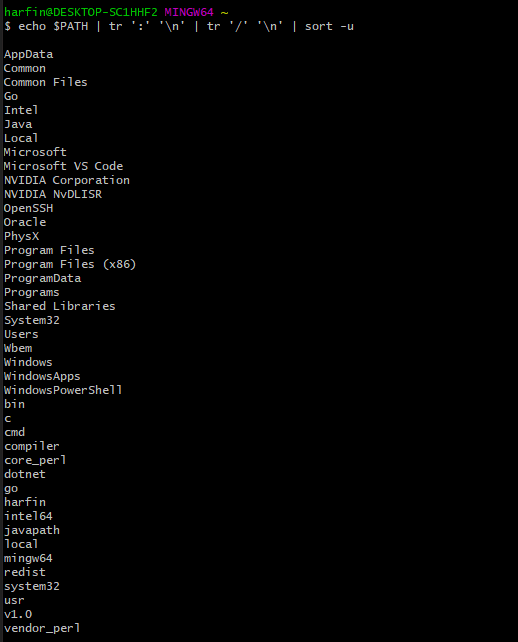 harfin@DESKTOP-SC1HHF2 MINGW64 ~
$ echo $PATH | tr ':' '\n' | tr '/' '\n' | sort -u
AppData
Common
Common Files
Go
Intel
Java
Local
Microsoft
Microsoft VS Code
NVIDIA Corporation
NVIDIA NvDLISR
OpenSSH
Oracle
PhysX
Program Files
Program Files (x86)
ProgramData
Programs
Shared Libraries
System32
Users
Wbem
Windows
WindowsApps
WindowsPowerShell
bin
c
cmd
compiler
core_perl
dotnet
go
harfin
intel64
javapath
local
mingw64
redist
system32
usr
v1.0
vendor_perl